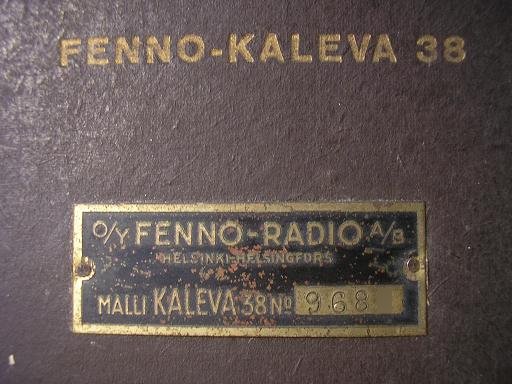 FENNO-KALEVA 38
O/Y FENNO-RADIO A/B
HELSINKI-HELSINGFORS
MALLI KALEVA 38 No 968